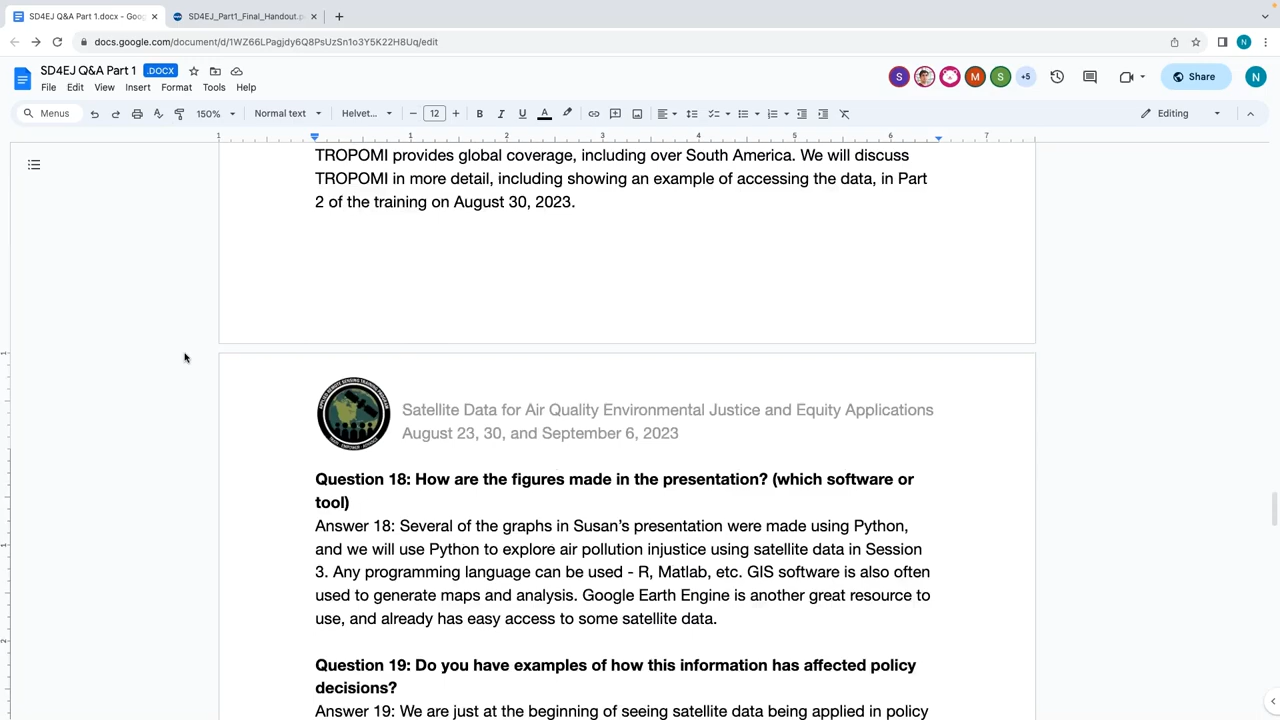 SD4EJ Q&A Part 1.docx - Goog
SD4EJ_Part1_Final_Handout.p
docs.google.com/document/d/1WZ66LPagjdy6Q8PsUzSn1o3Y5K22H8Uq/edit
N
SD4EJ Q&A Part 1 .DOCX
File Edit View Insert Format Tools Help
S M S +5 Share N
Menus 150% Normal text Helvet... 12 Editing
1 1 2 3 4 5 6 7
TROPOMI provides global coverage, including over South America. We will discuss
TROPOMI in more detail, including showing an example of accessing the data, in Part
2 of the training on August 30, 2023.
Satellite Data for Air Quality Environmental Justice and Equity Applications
August 23, 30, and September 6, 2023
Question 18: How are the figures made in the presentation? (which software or
tool)
Answer 18: Several of the graphs in Susan’s presentation were made using Python,
and we will use Python to explore air pollution injustice using satellite data in Session
3. Any programming language can be used - R, Matlab, etc. GIS software is also often
used to generate maps and analysis. Google Earth Engine is another great resource to
use, and already has easy access to some satellite data.
Question 19: Do you have examples of how this information has affected policy
decisions?
Answer 19: We are just at the beginning of seeing satellite data being applied in policy